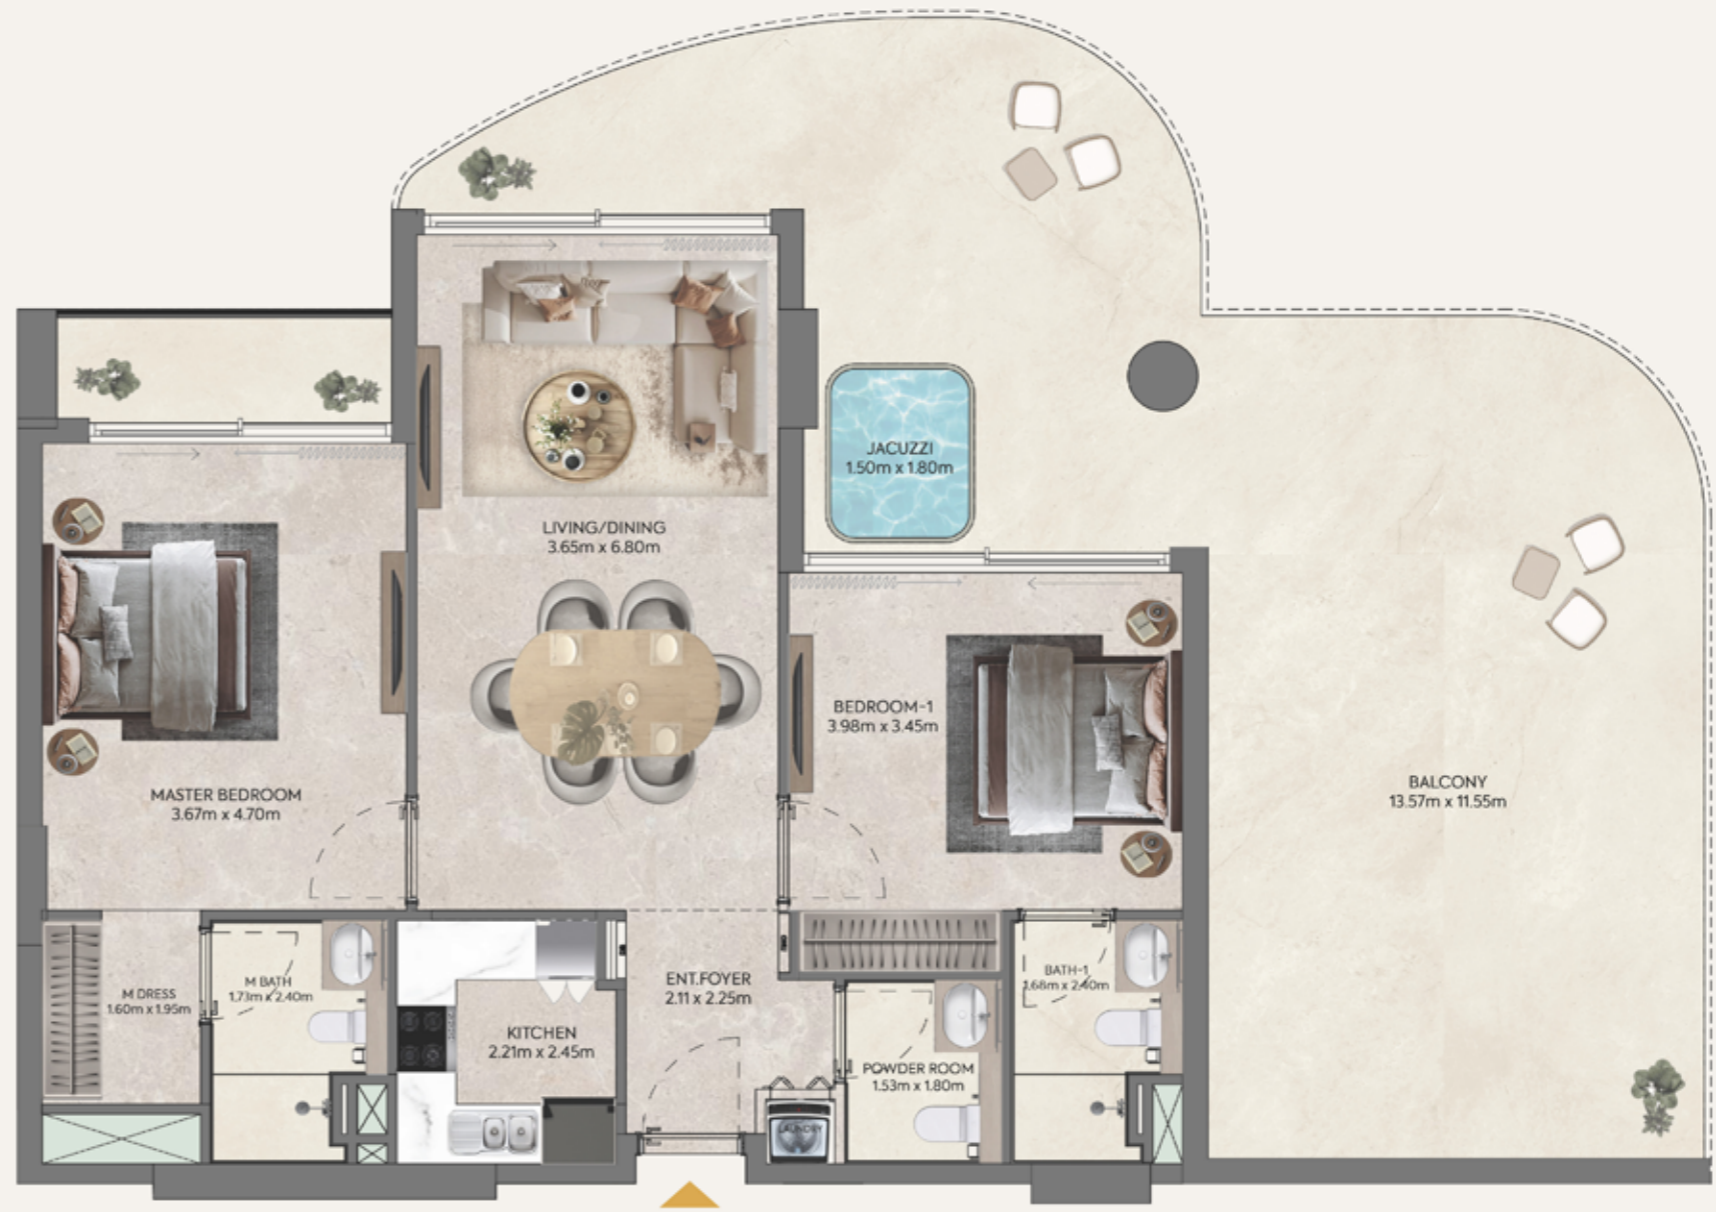 JACUZZI
1.50m x 1.80m
LIVING/DINING
3.65m x 6.80m
BEDROOM-1
3.98m x 3.45m
MASTER BEDROOM
3.67m x 4.70m
BALCONY
13.57m x 11.55m
M DRESS
1.60m x 1.95m
M BATH
1.73m x 2.40m
KITCHEN
2.21m x 2.45m
ENT.FOYER
2.11 x 2.25m
BATH-1
1.68m x 2.40m
POWDER ROOM
1.53m x 1.80m
LAUNDRY